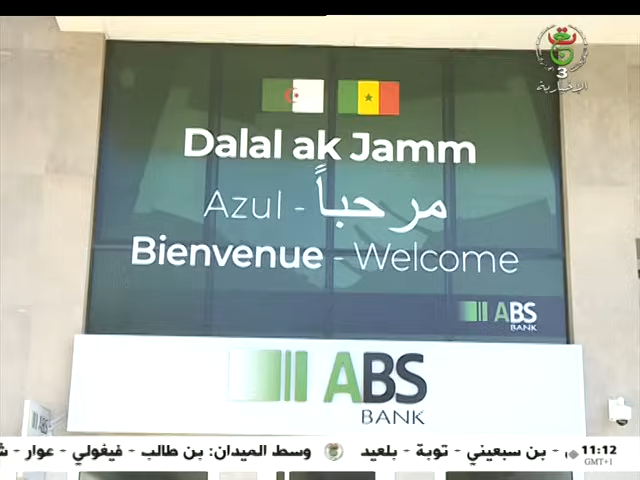 3
الإخبارية
Dalal ak Jamm
Azul - مرحباً
Bienvenue - Welcome
ABS
BANK
ABS
BANK
- بن سبعيني - توبة - بلعيد وسط الميدان: بن طالب - فيغولي - عوار -
11:12
GMT+1